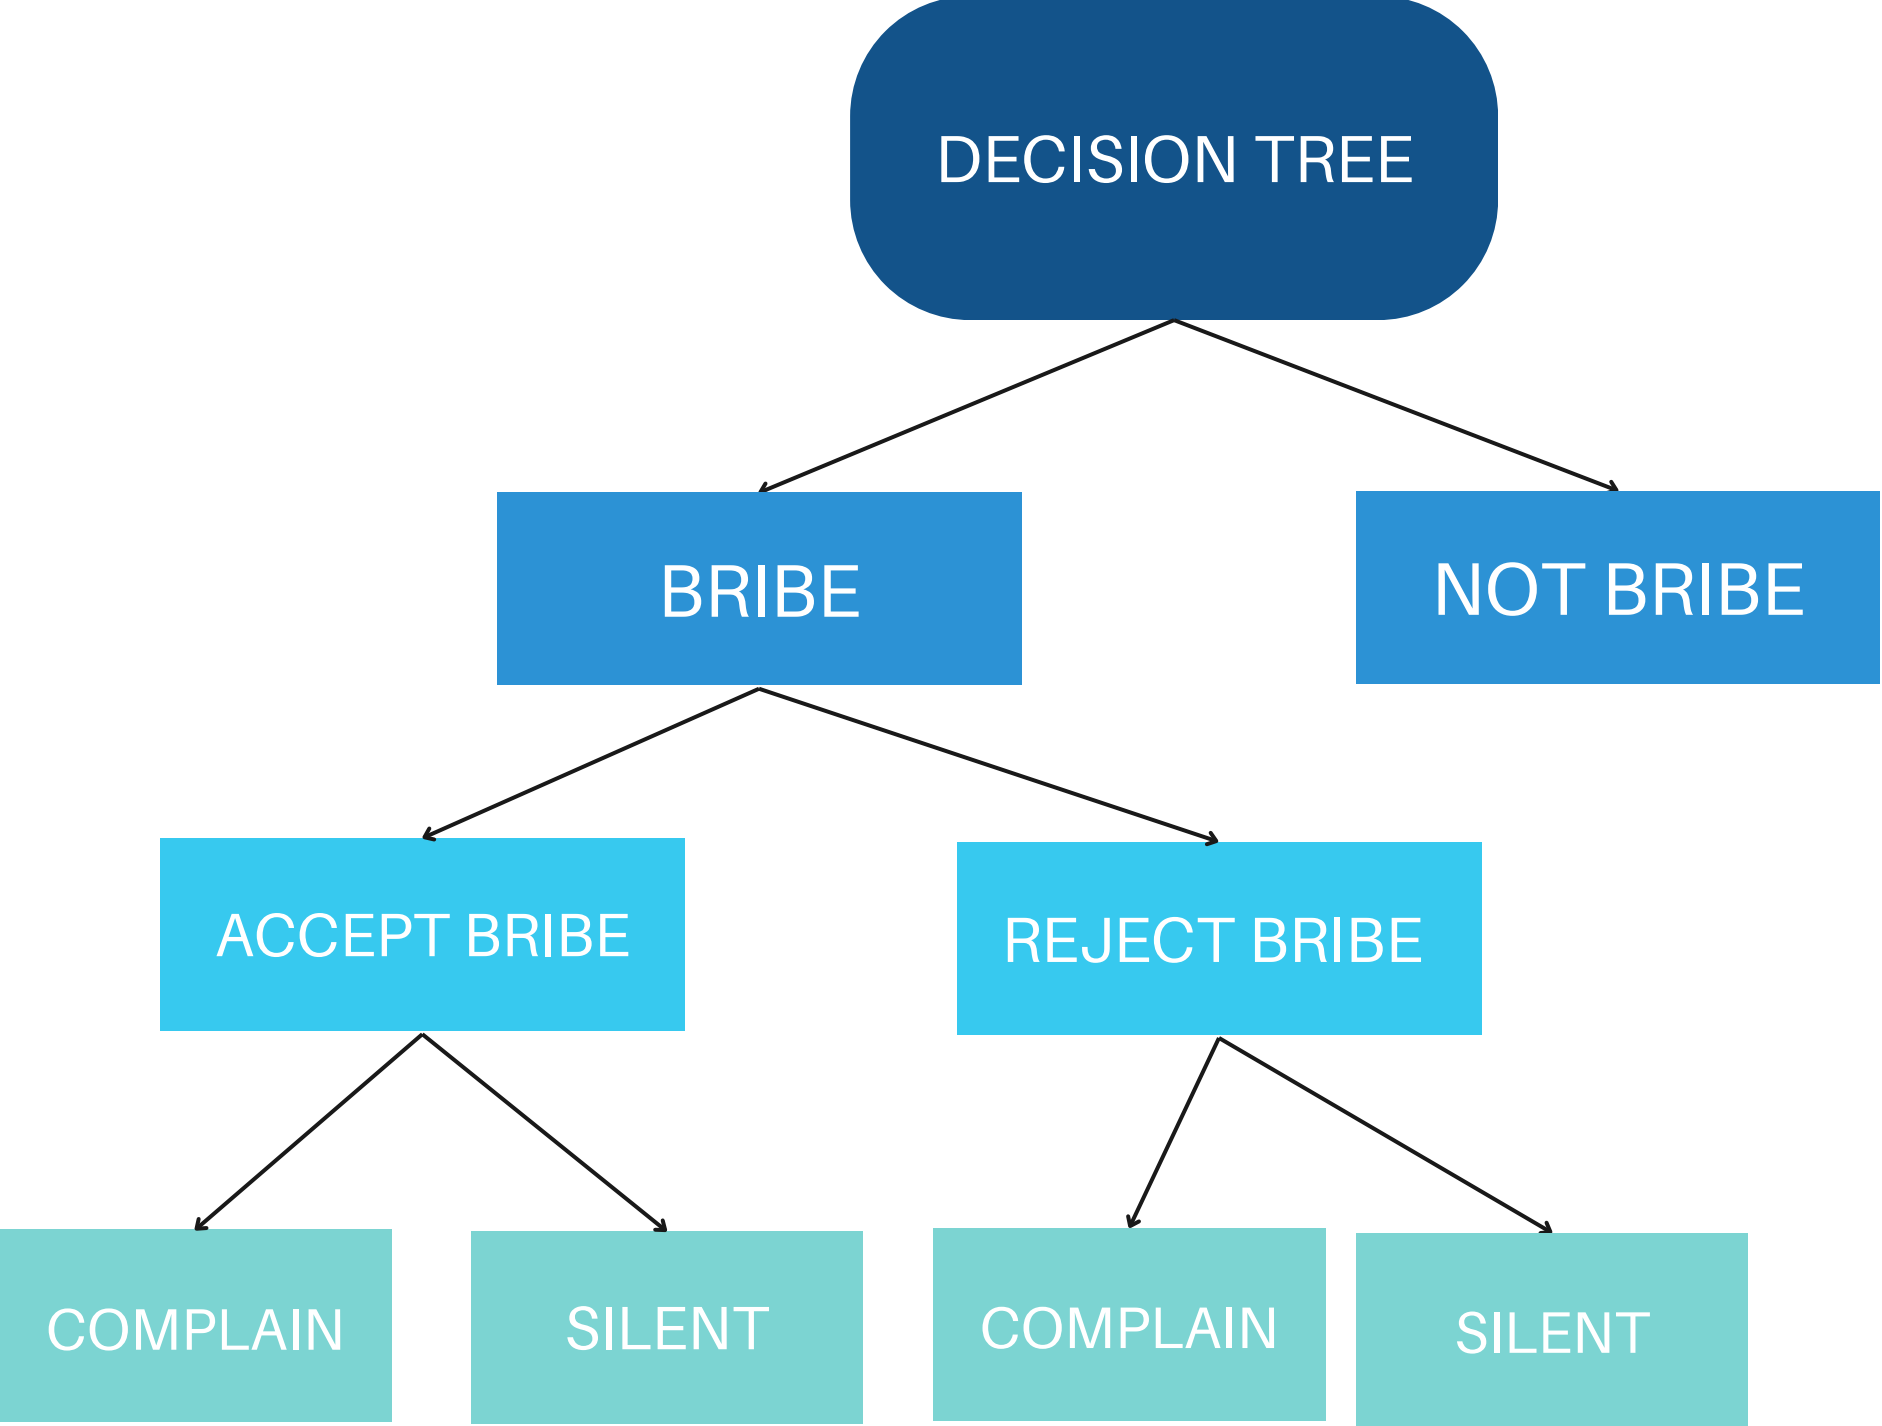 DECISION TREE
BRIBE
NOT BRIBE
ACCEPT BRIBE
REJECT BRIBE
COMPLAIN
SILENT
COMPLAIN
SILENT